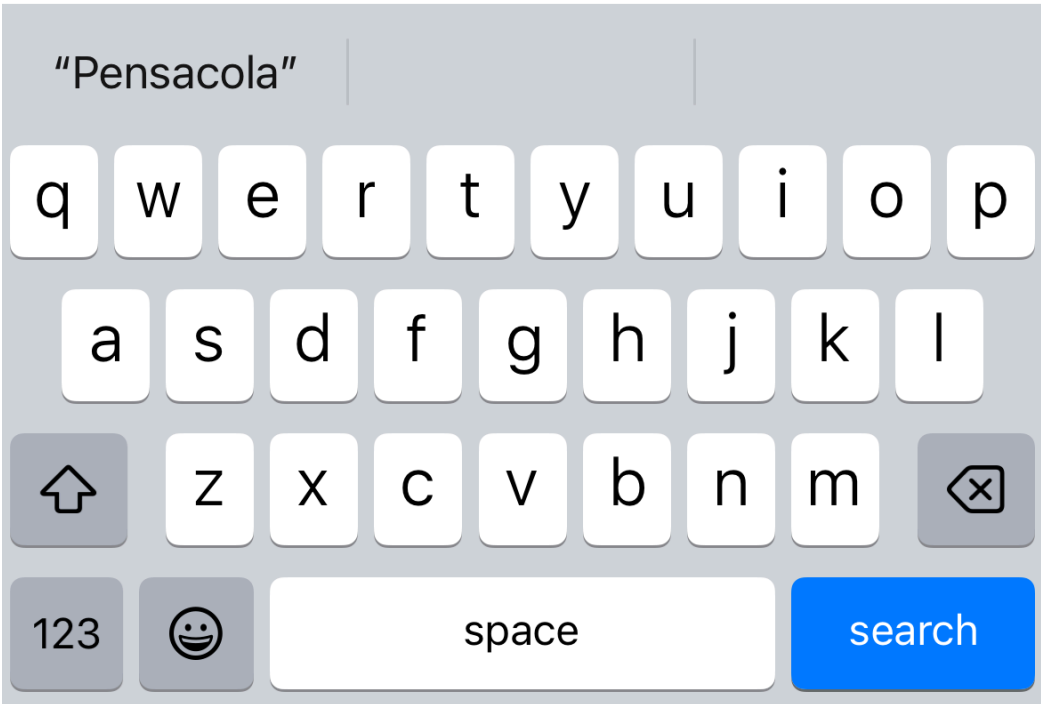 “Pensacola”
q w e r t y u i o p
a s d f g h j k l
z x c v b n m
123 space search